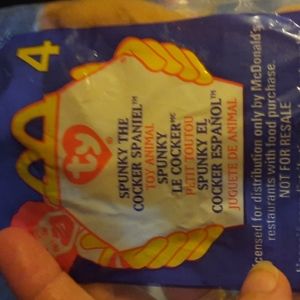 4
ty
SPUNKY THE
COCKER SPANIEL™
TOY ANIMAL
SPUNKY
LE COCKER™
PETIT TOUTOU
SPUNKY EL
COCKER ESPAÑOL™
JUGUETE DE ANIMAL
censed for distribution only by McDonald's
restaurants with food purchase.
NOT FOR RESALE